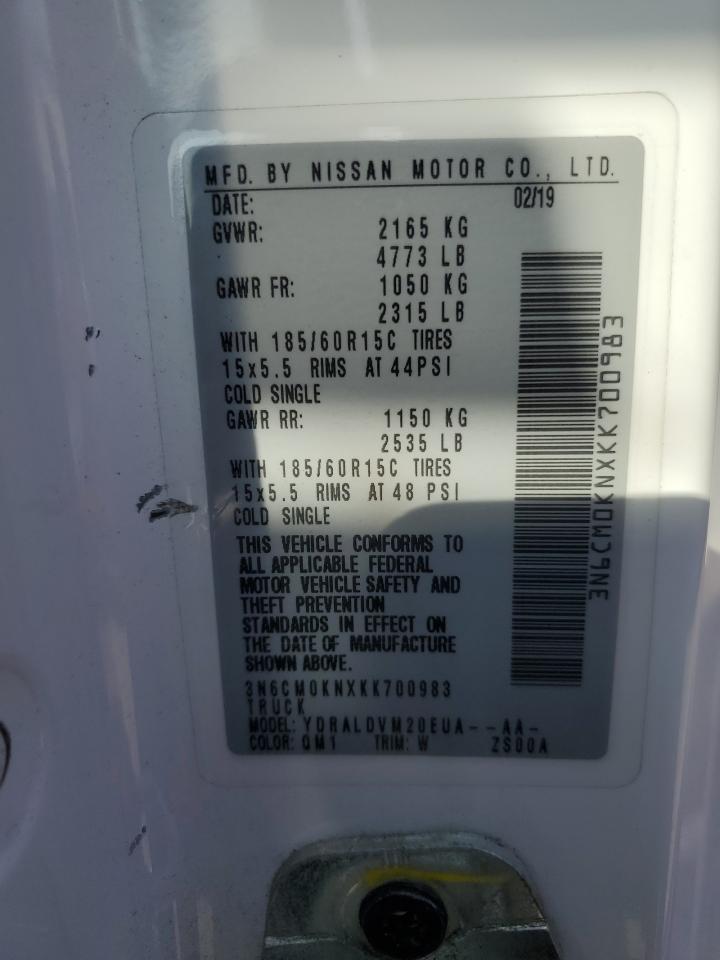 MFD. BY NISSAN MOTOR CO., LTD.
DATE: 02/19
GVWR: 2165 KG
4773 LB
GAWR FR: 1050 KG
2315 LB
WITH 185/60R15C TIRES
15x5.5 RIMS AT 44PSI
COLD SINGLE
GAWR RR: 1150 KG
2535 LB
WITH 185/60R15C TIRES
15x5.5 RIMS AT 48 PSI
COLD SINGLE
THIS VEHICLE CONFORMS TO
ALL APPLICABLE FEDERAL
MOTOR VEHICLE SAFETY AND
THEFT PREVENTION
STANDARDS IN EFFECT ON
THE DATE OF MANUFACTURE
SHOWN ABOVE.
3N6CM0KNXKK700983
TRUCK
MODEL: YDRALDVM20EUA--AA-
COLOR: QM1 TRIM: W ZS00A
3N6CM0KNXKK700983